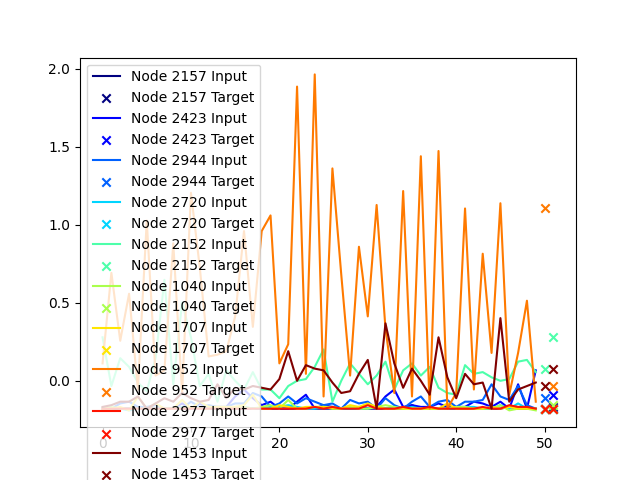 2.0
1.5
1.0
0.5
0.0
Node 2157 Input
Node 2157 Target
Node 2423 Input
Node 2423 Target
Node 2944 Input
Node 2944 Target
Node 2720 Input
Node 2720 Target
Node 2152 Input
Node 2152 Target
Node 1040 Input
Node 1040 Target
Node 1707 Input
Node 1707 Target
Node 952 Input
Node 952 Target
Node 2977 Input
Node 2977 Target
Node 1453 Input
Node 1453 Target
0 10 20 30 40 50